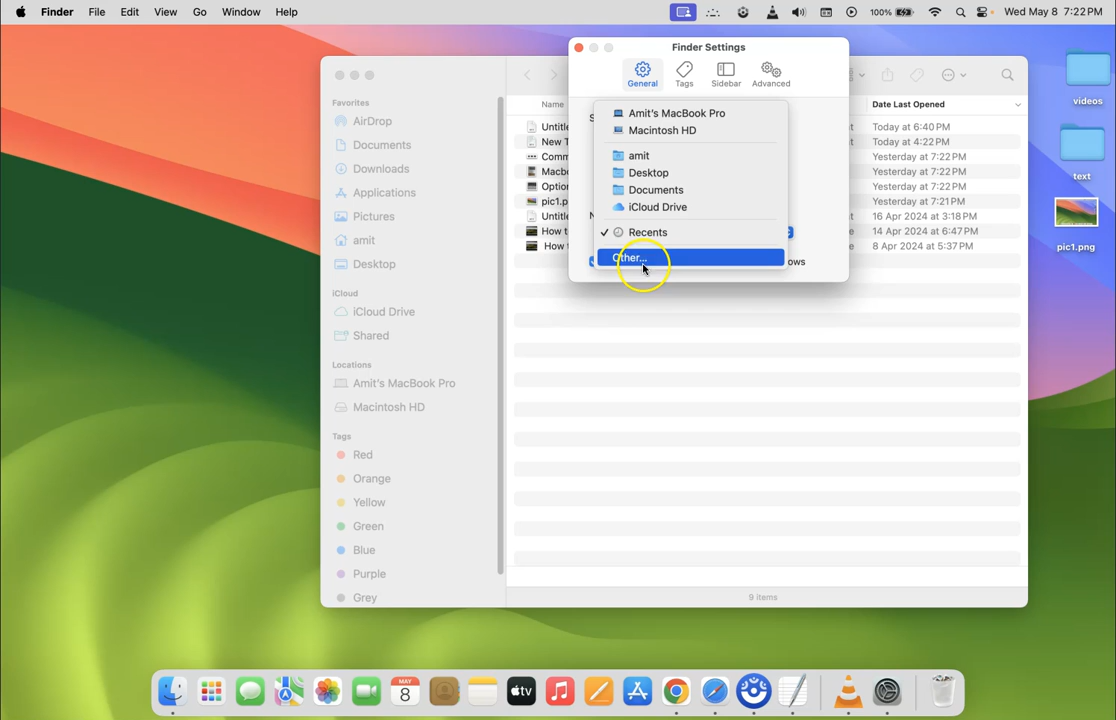 Finder File Edit View Go Window Help
100% Wed May 8 7:22 PM
Finder Settings
General Tags Sidebar Advanced
Amit's MacBook Pro
Macintosh HD
amit
Desktop
Documents
iCloud Drive
Recents
Other...
ows
Favorites
AirDrop
Documents
Downloads
Applications
Pictures
amit
Desktop
iCloud
iCloud Drive
Shared
Locations
Amit's MacBook Pro
Macintosh HD
Tags
Red
Orange
Yellow
Green
Blue
Purple
Grey
Name Date Last Opened
Untitle Today at 6:40 PM
New T Today at 4:22 PM
Comm Yesterday at 7:22 PM
Macbo Yesterday at 7:22 PM
Option Yesterday at 7:22 PM
pic1.p Yesterday at 7:21 PM
Untitle 16 Apr 2024 at 3:18 PM
How t 14 Apr 2024 at 6:47 PM
How t 8 Apr 2024 at 5:37 PM
9 items
videos
text
pic1.png
MAY
8
tv